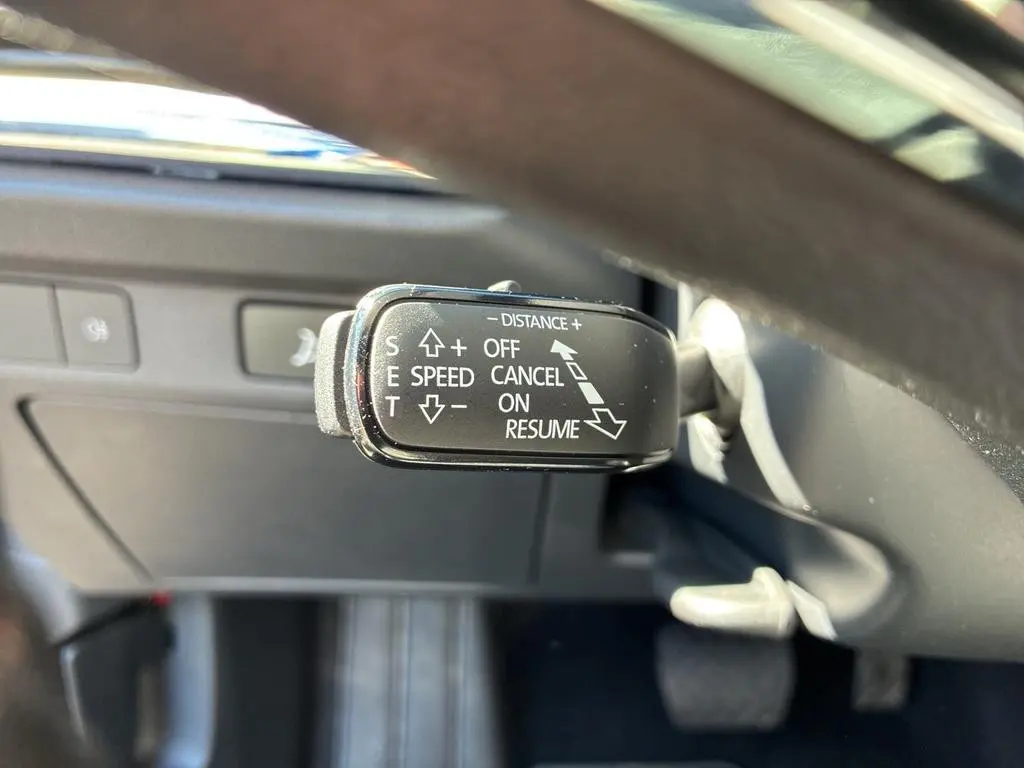 − DISTANCE +
S + OFF
E SPEED CANCEL
T − ON
RESUME